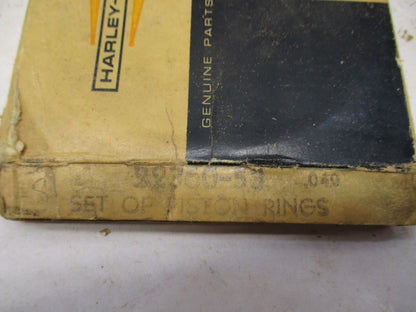 HARLEY-
GENUINE PARTS
.040
SET OF PISTON RINGS